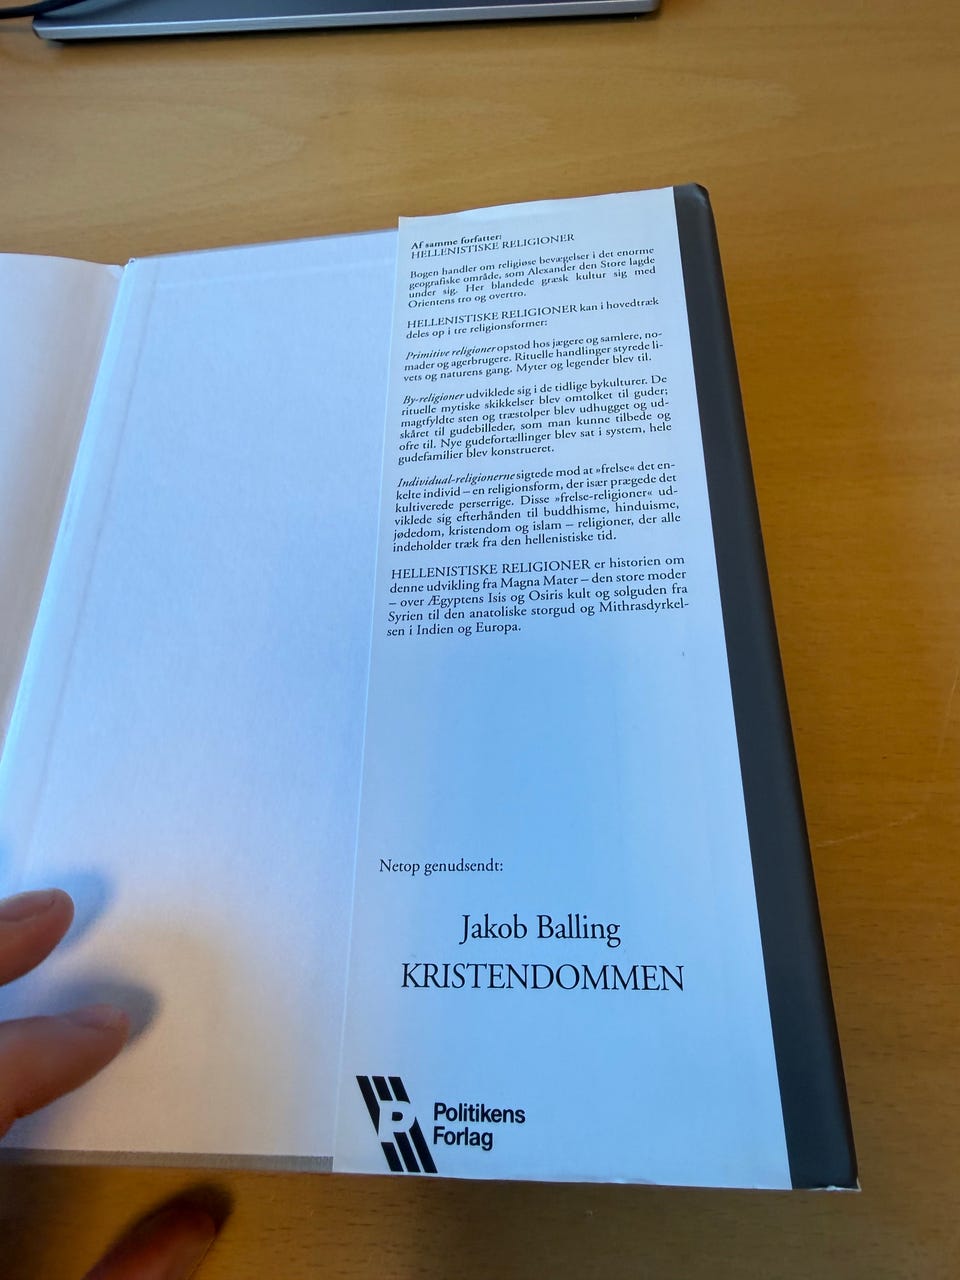 Af samme forfatter:
HELLENISTISKE RELIGIONER
Bogen handler om religiøse bevægelser i det enorme
geografiske område, som Alexander den Store lagde
under sig. Her blandede græsk kultur sig med
Orientens tro og overtro.
HELLENISTISKE RELIGIONER kan i hovedtræk
deles op i tre religionsformer:
Primitive religioner opstod hos jægere og samlere, no-
mader og agerbrugere. Rituelle handlinger styrede li-
vets og naturens gang. Myter og legender blev til.
By-religioner udviklede sig i de tidlige bykulturer. De
rituelle mytiske skikkelser blev omtolket til guder;
magtfyldte sten og træstolper blev udhugget og ud-
skåret til gudebilleder, som man kunne tilbede og
ofre til. Nye gudefortællinger blev sat i system, hele
gudefamilier blev konstrueret.
Individual-religionerne sigtede mod at »frelse« det en-
kelte individ – en religionsform, der især prægede det
kultiverede perserrige. Disse »frelse-religioner« ud-
viklede sig efterhånden til buddhisme, hinduisme,
jødedom, kristendom og islam – religioner, der alle
indeholder træk fra den hellenistiske tid.
HELLENISTISKE RELIGIONER er historien om
denne udvikling fra Magna Mater – den store moder
– over Ægyptens Isis og Osiris kult og solguden fra
Syrien til den anatoliske storgud og Mithrasdyrkel-
sen i Indien og Europa.
Netop genudsendt:
Jakob Balling
KRISTENDOMMEN
P
Politikens
Forlag